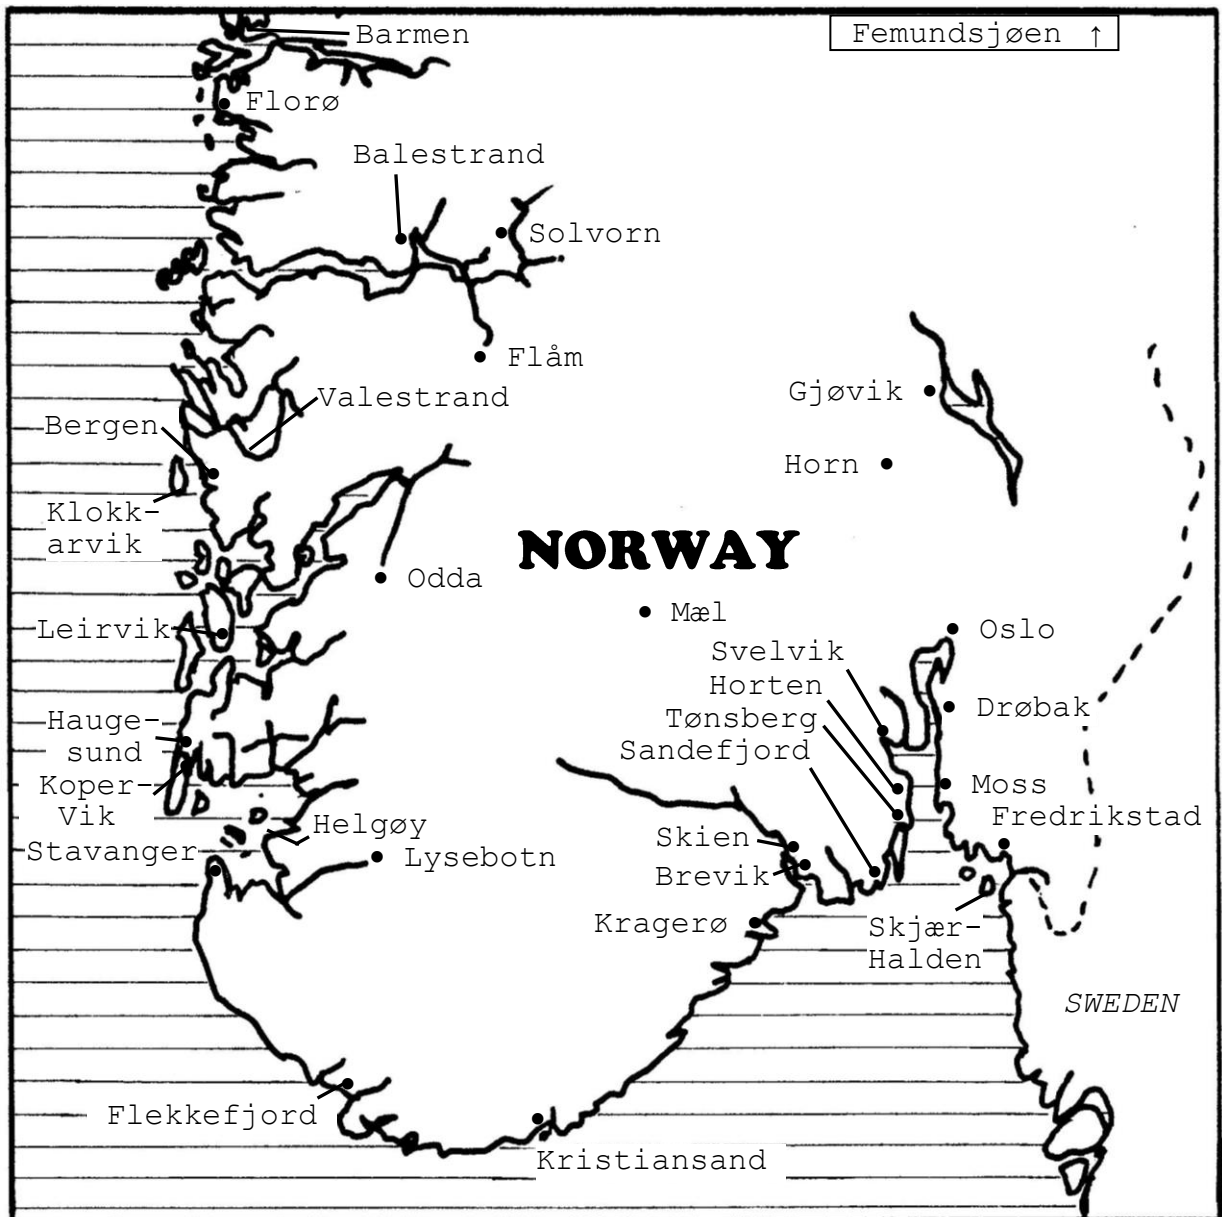 Barmen
Femundsjøen ↑
Florø
Balestrand
Solvorn
Flåm
Valestrand
Gjøvik
Bergen
Horn
Klokk-
arvik
NORWAY
Odda
Mæl
Leirvik
Oslo
Svelvik
Horten
Drøbak
Tønsberg
Hauge-
sund
Sandefjord
Koper-
Vik
Moss
Fredrikstad
Helgøy
Skien
Stavanger
Lysebotn
Brevik
Kragerø
Skjær-
Halden
SWEDEN
Flekkefjord
Kristiansand